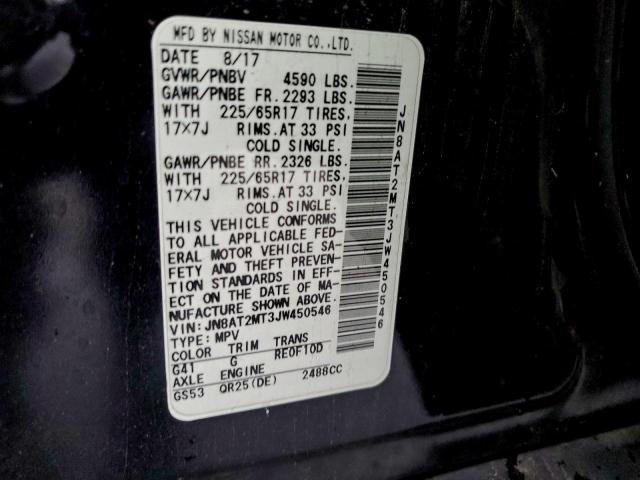 MFD BY NISSAN MOTOR CO.,LTD.
DATE 8/17
GVWR/PNBV 4590 LBS.
GAWR/PNBE FR.2293 LBS.
WITH 225/65R17 TIRES.
17×7J RIMS.AT 33 PSI
COLD SINGLE.
GAWR/PNBE RR.2326 LBS.
WITH 225/65R17 TIRES.
17×7J RIMS.AT 33 PSI
COLD SINGLE.
THIS VEHICLE CONFORMS
TO ALL APPLICABLE FED-
ERAL MOTOR VEHICLE SA-
FETY AND THEFT PREVEN-
TION STANDARDS IN EFF-
ECT ON THE DATE OF MA-
NUFACTURE SHOWN ABOVE.
VIN:JN8AT2MT3JW450546
TYPE:MPV
COLOR TRIM TRANS
G41 G RE0F10D
AXLE ENGINE
GS53 QR25(DE) 2488CC
JN8AT2MT3JW450546